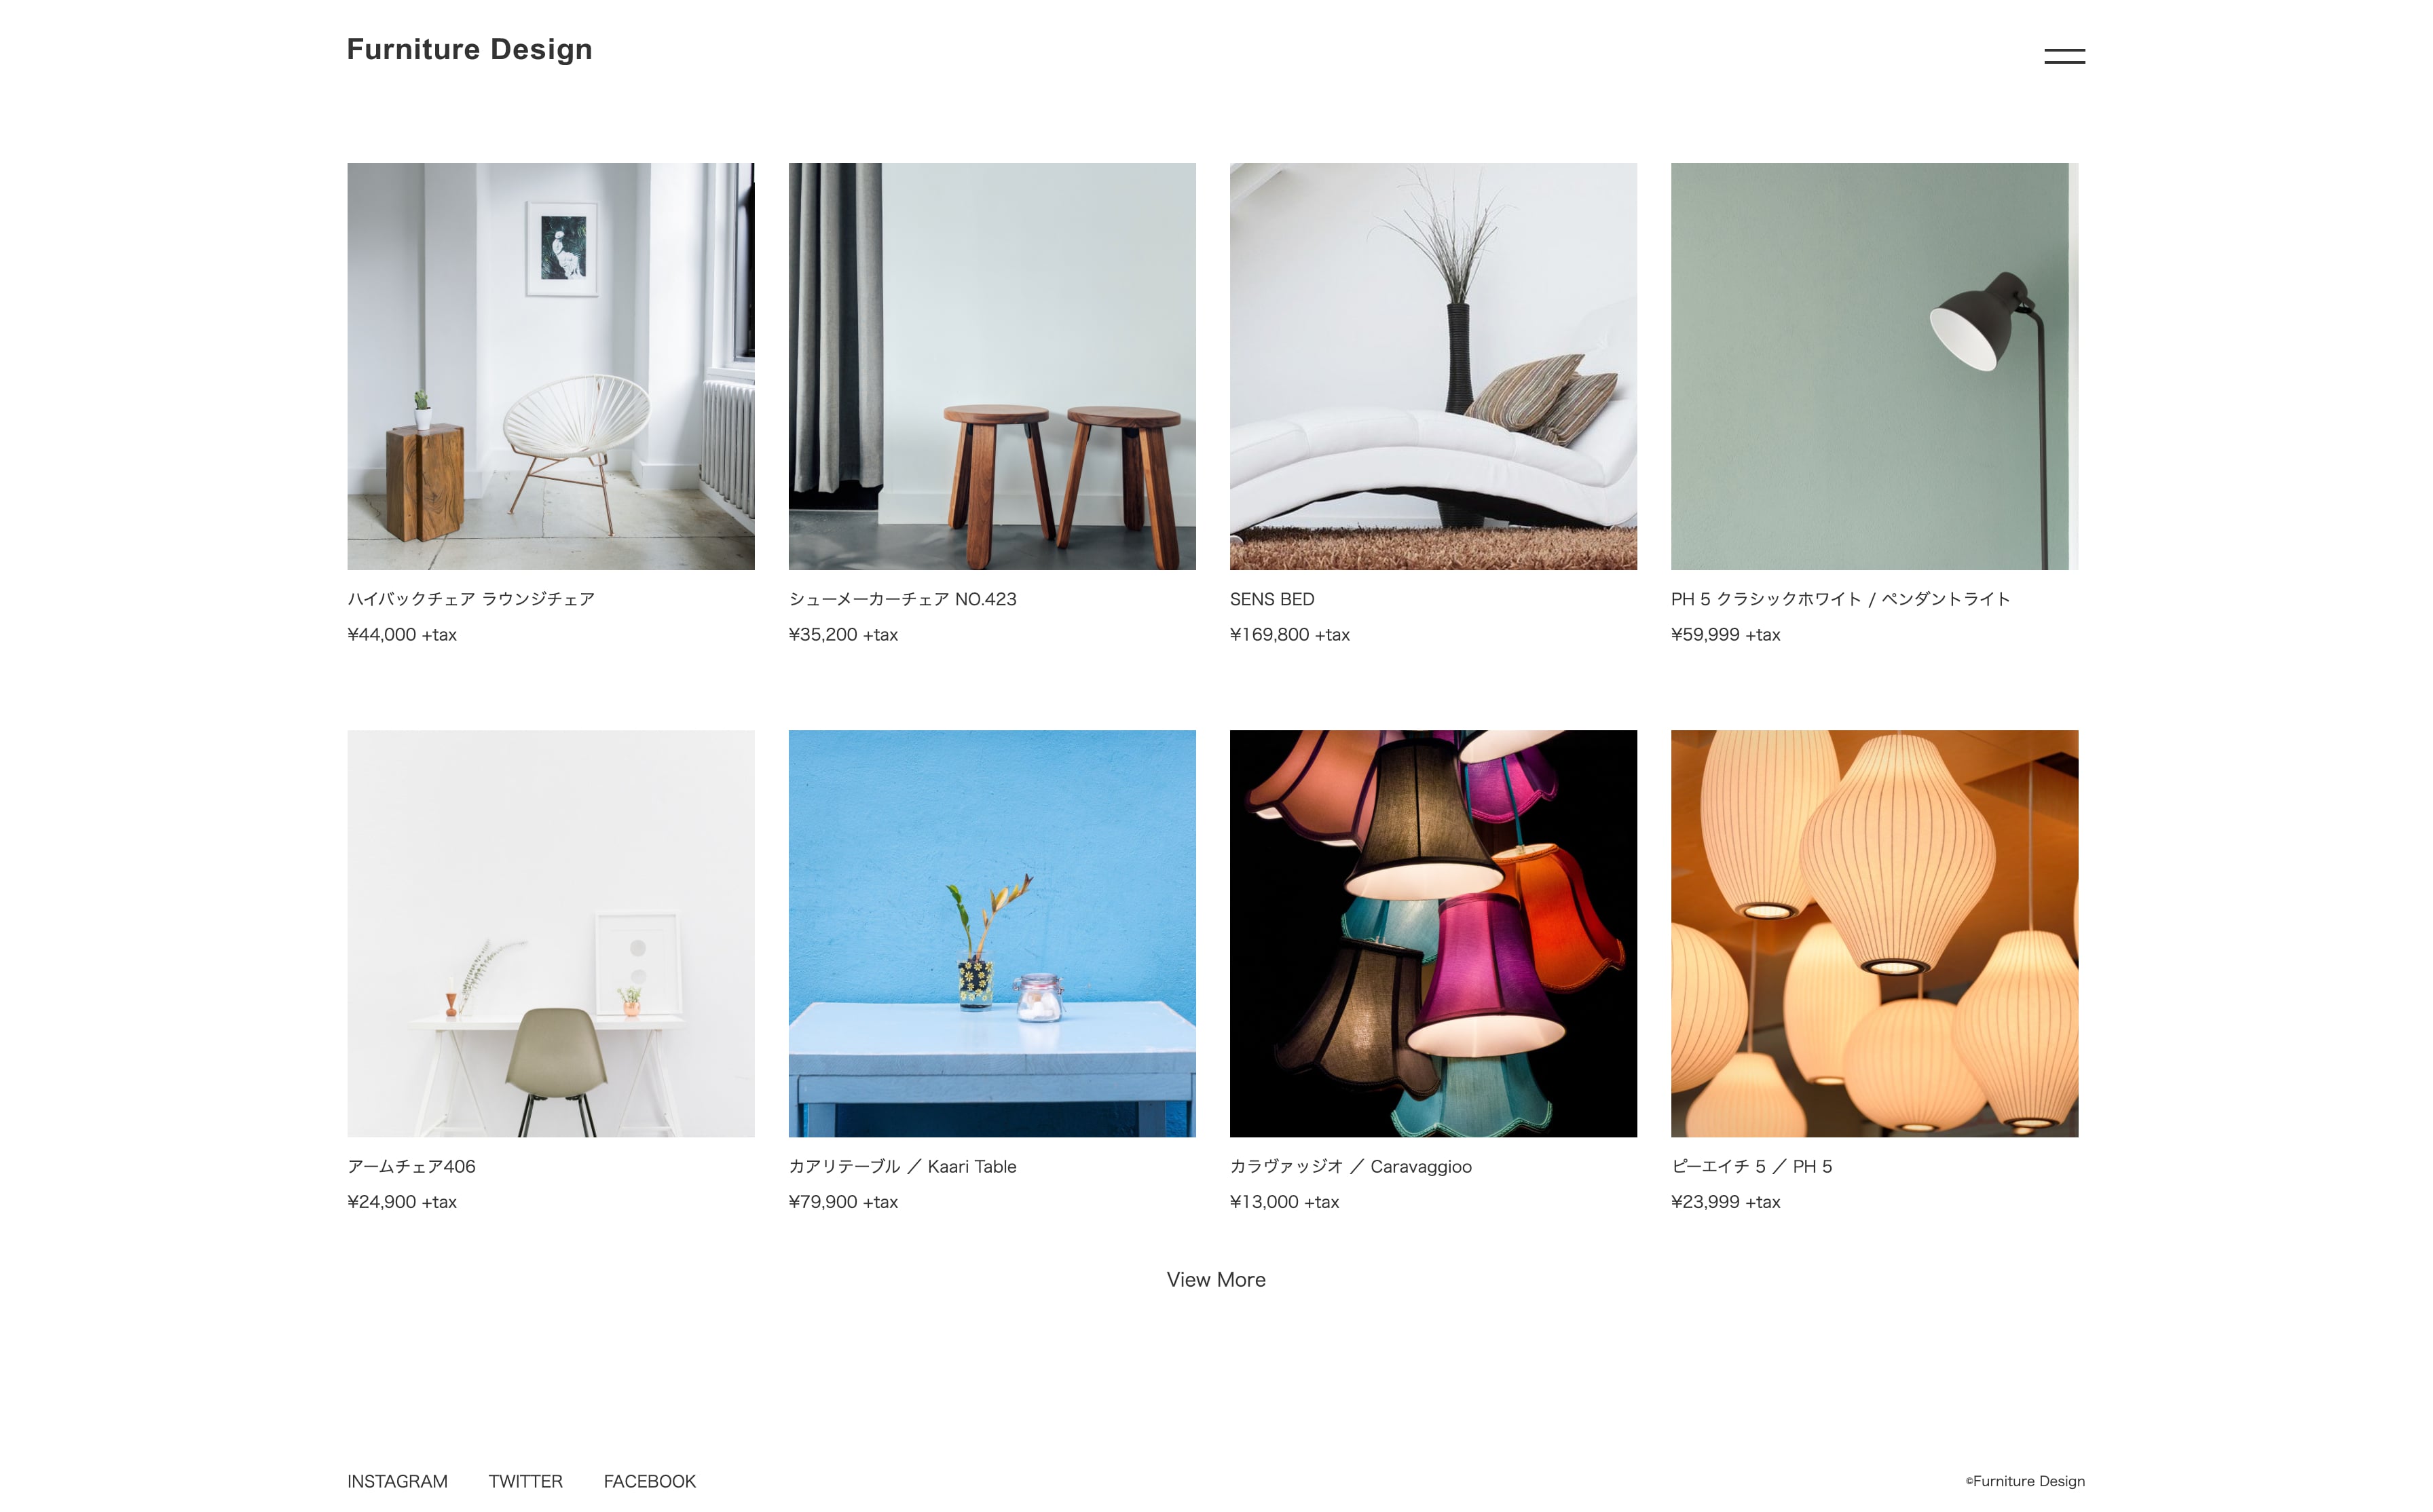 Furniture Design
ハイバックチェア ラウンジチェア
¥44,000 +tax
シューメーカーチェア NO.423
¥35,200 +tax
SENS BED
¥169,800 +tax
PH 5 クラシックホワイト / ペンダントライト
¥59,999 +tax
アームチェア406
¥24,900 +tax
カアリテーブル ／ Kaari Table
¥79,900 +tax
カラヴァッジオ ／ Caravaggioo
¥13,000 +tax
ピーエイチ 5 ／ PH 5
¥23,999 +tax
View More
INSTAGRAM
TWITTER
FACEBOOK
©Furniture Design